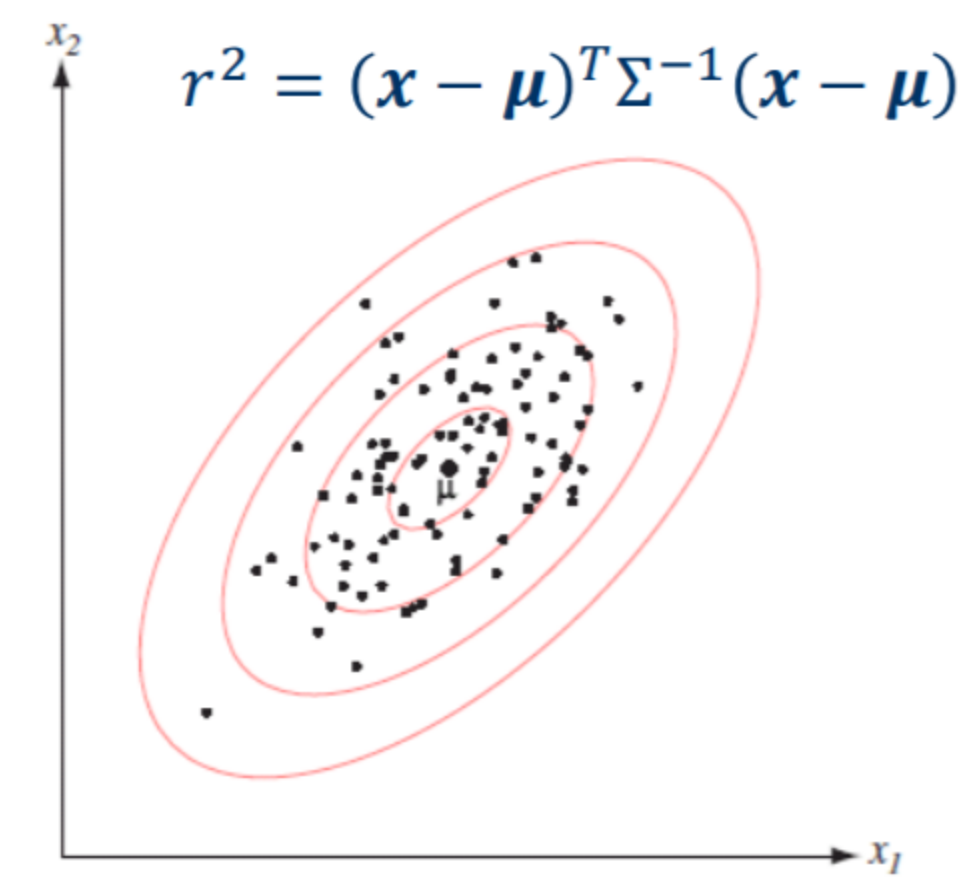 x₂
r² = (x − μ)ᵀΣ⁻¹(x − μ)
μ
x₁